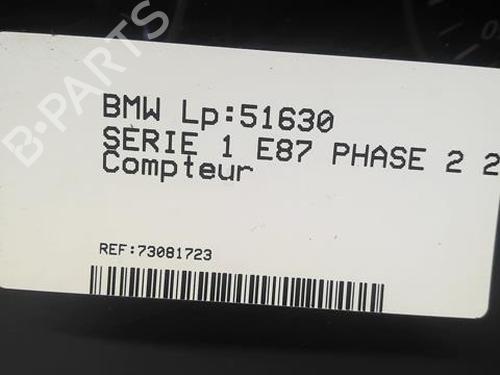 B-PARTS
BMW Lp:51630
SERIE 1 E87 PHASE 2 2
Compteur
REF:73081723